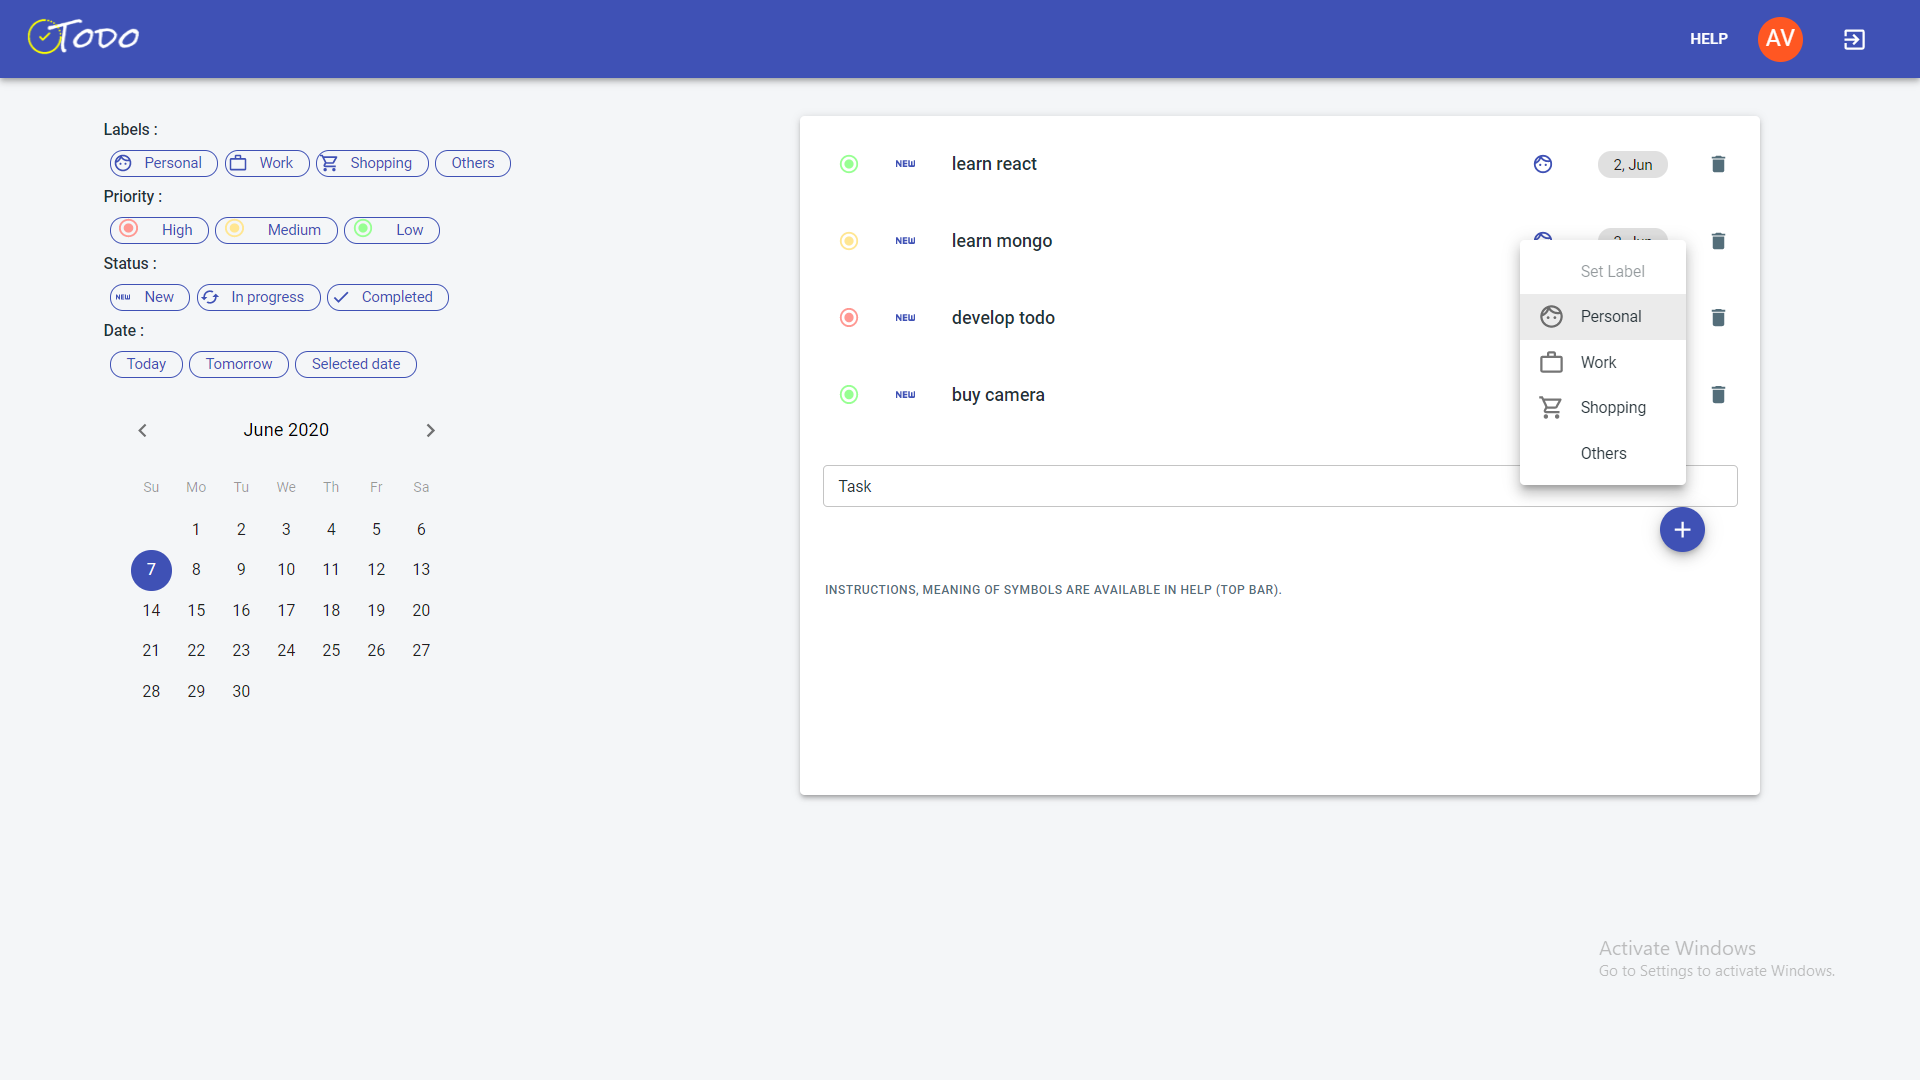 Todo
HELP
AV
Labels :
Personal
Work
Shopping
Others
Priority :
High
Medium
Low
Status :
NEW New
In progress
Completed
Date :
Today
Tomorrow
Selected date
June 2020
Su Mo Tu We Th Fr Sa
1 2 3 4 5 6
7 8 9 10 11 12 13
14 15 16 17 18 19 20
21 22 23 24 25 26 27
28 29 30
NEW learn react 2, Jun
NEW learn mongo
NEW develop todo
NEW buy camera
Set Label
Personal
Work
Shopping
Others
Task
INSTRUCTIONS, MEANING OF SYMBOLS ARE AVAILABLE IN HELP (TOP BAR).
Activate Windows
Go to Settings to activate Windows.